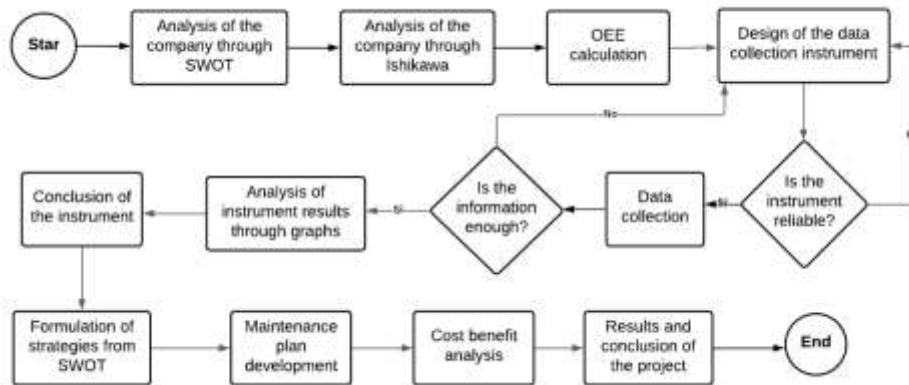 Star
Analysis of the
company through
SWOT
Analysis of the
company through
Ishikawa
OEE
calculation
Design of the data
collection instrument
No
Conclusion of
the instrument
Analysis of
instrument results
through graphs
Is the
information
enough?
Data
collection
Is the
instrument
reliable?
Formulation of
strategies from
SWOT
Maintenance
plan
development
Cost benefit
analysis
Results and
conclusion of
the project
End